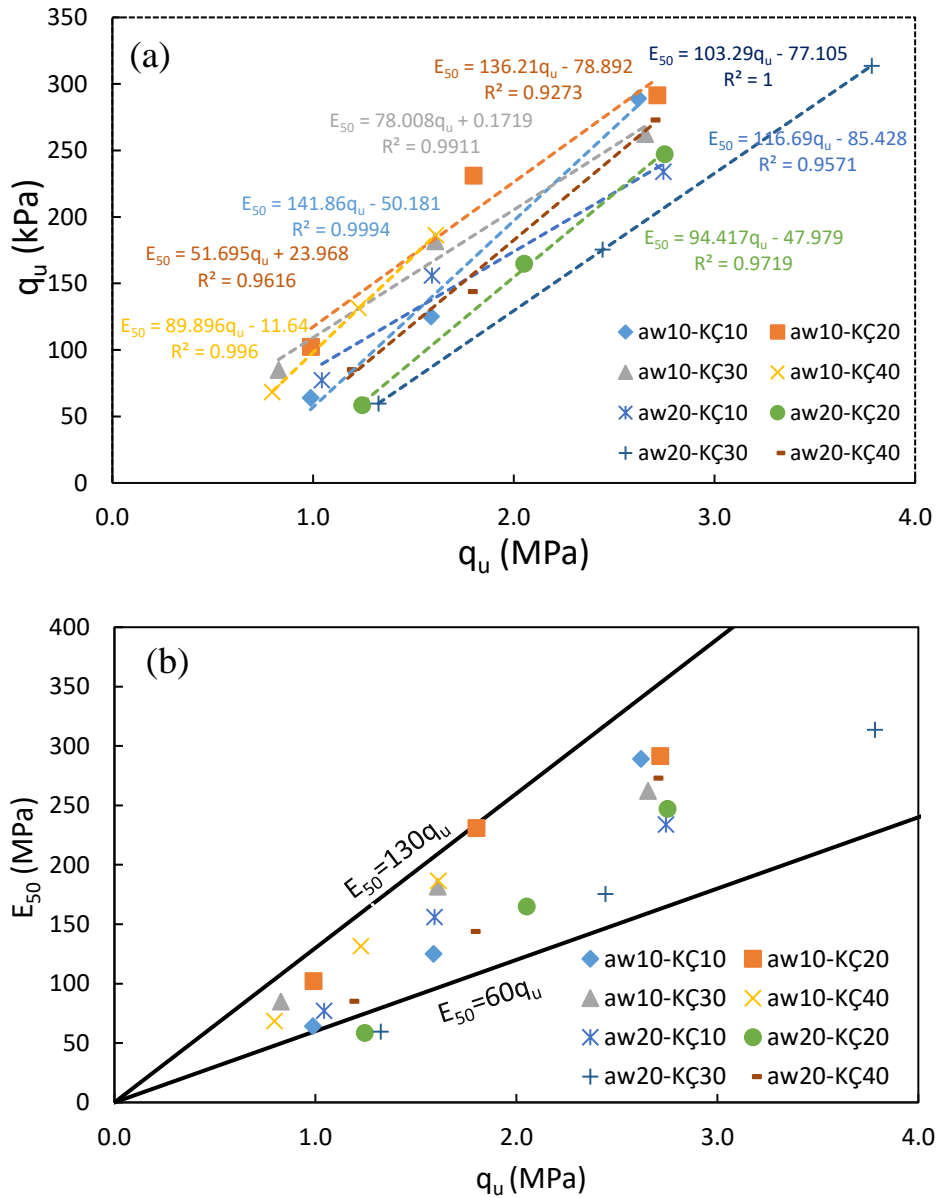 (a)
E₅₀ = 103.29qᵤ - 77.105
R² = 1
E₅₀ = 136.21qᵤ - 78.892
R² = 0.9273
E₅₀ = 78.008qᵤ + 0.1719
R² = 0.9911
E₅₀ = 116.69qᵤ - 85.428
R² = 0.9571
E₅₀ = 141.86qᵤ - 50.181
R² = 0.9994
E₅₀ = 51.695qᵤ + 23.968
R² = 0.9616
E₅₀ = 94.417qᵤ - 47.979
R² = 0.9719
E₅₀ = 89.896qᵤ - 11.64
R² = 0.996
350
300
250
200
150
100
50
0
qᵤ (kPa)
aw10-KÇ10 aw10-KÇ20
aw10-KÇ30 aw10-KÇ40
aw20-KÇ10 aw20-KÇ20
aw20-KÇ30 aw20-KÇ40
0.0 1.0 2.0 3.0 4.0
qᵤ (MPa)
(b)
400
350
300
250
200
150
100
50
0
E₅₀ (MPa)
E₅₀=130qᵤ
E₅₀=60qᵤ
aw10-KÇ10 aw10-KÇ20
aw10-KÇ30 aw10-KÇ40
aw20-KÇ10 aw20-KÇ20
aw20-KÇ30 aw20-KÇ40
0.0 1.0 2.0 3.0 4.0
qᵤ (MPa)